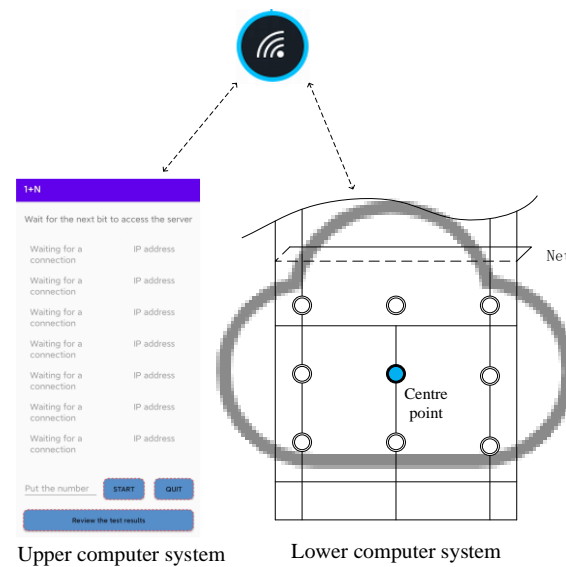 1+N
Wait for the next bit to access the server
Waiting for a connection IP address
Waiting for a connection IP address
Waiting for a connection IP address
Waiting for a connection IP address
Waiting for a connection IP address
Waiting for a connection IP address
Waiting for a connection IP address
Put the number START QUIT
Review the text results
Centre
point
Upper computer system
Lower computer system